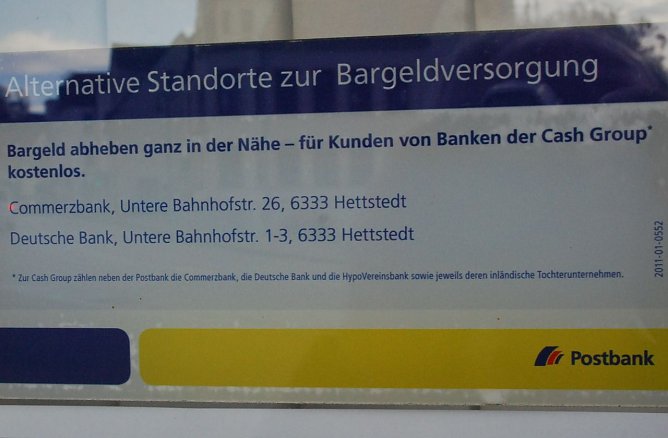 Alternative Standorte zur Bargeldversorgung
Bargeld abheben ganz in der Nähe – für Kunden von Banken der Cash Group*
kostenlos.
Commerzbank, Untere Bahnhofstr. 26, 6333 Hettstedt
Deutsche Bank, Untere Bahnhofstr. 1-3, 6333 Hettstedt
* Zur Cash Group zählen neben der Postbank die Commerzbank, die Deutsche Bank und die HypoVereinsbank sowie jeweils deren inländische Tochterunternehmen.
2011-01-0552
Postbank